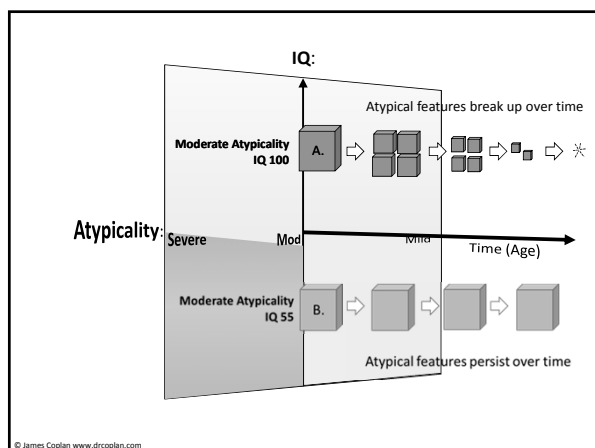 IQ:
Atypical features break up over time
Moderate Atypicality
IQ 100
A.
Atypicality:
Severe
Mod
Mild
Time (Age)
Moderate Atypicality
IQ 55
B.
Atypical features persist over time
© James Coplan www.drcoplan.com